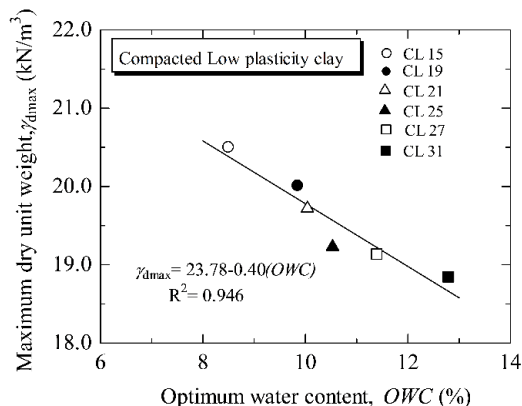 Maximum dry unit weight,γdmax (kN/m³)
22.0
21.0
20.0
19.0
18.0
Compacted Low plasticity clay
CL 15
CL 19
CL 21
CL 25
CL 27
CL 31
γdmax= 23.78-0.40(OWC)
R²= 0.946
6 8 10 12 14
Optimum water content, OWC (%)